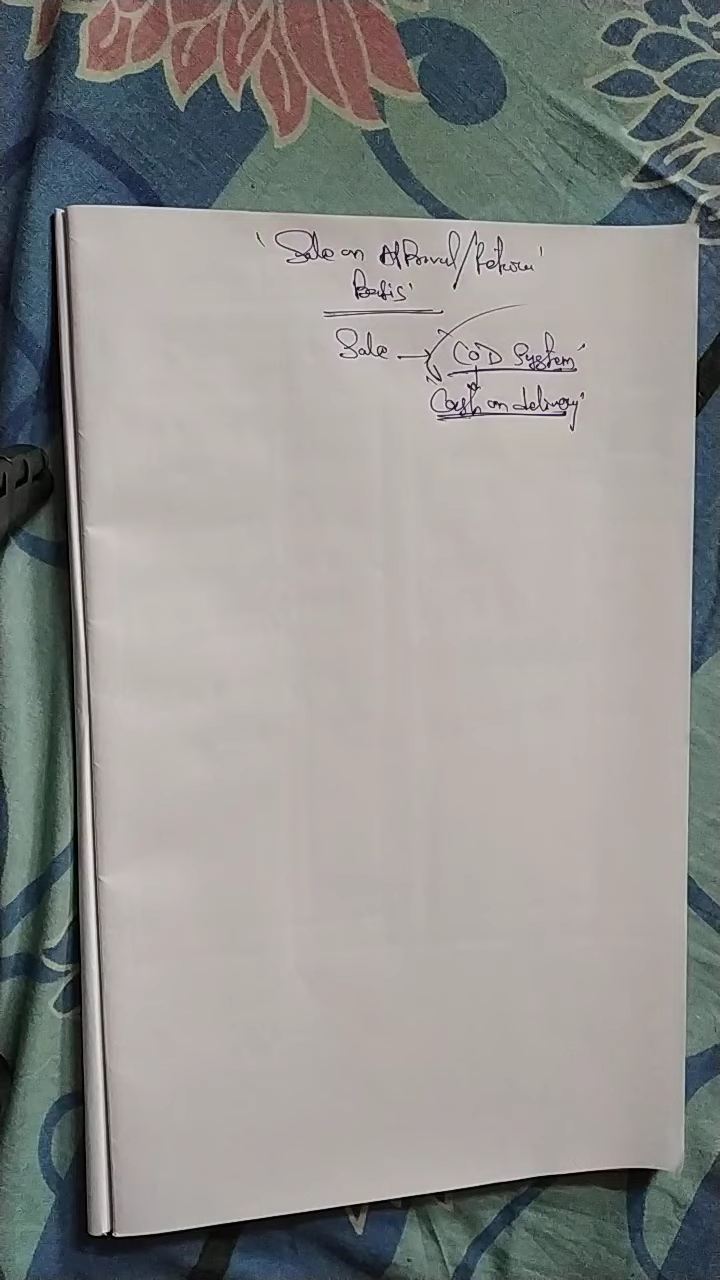 'Sale on Approval/Return'
Basis'
Sale → 'COD System'
'Cash on delivery'